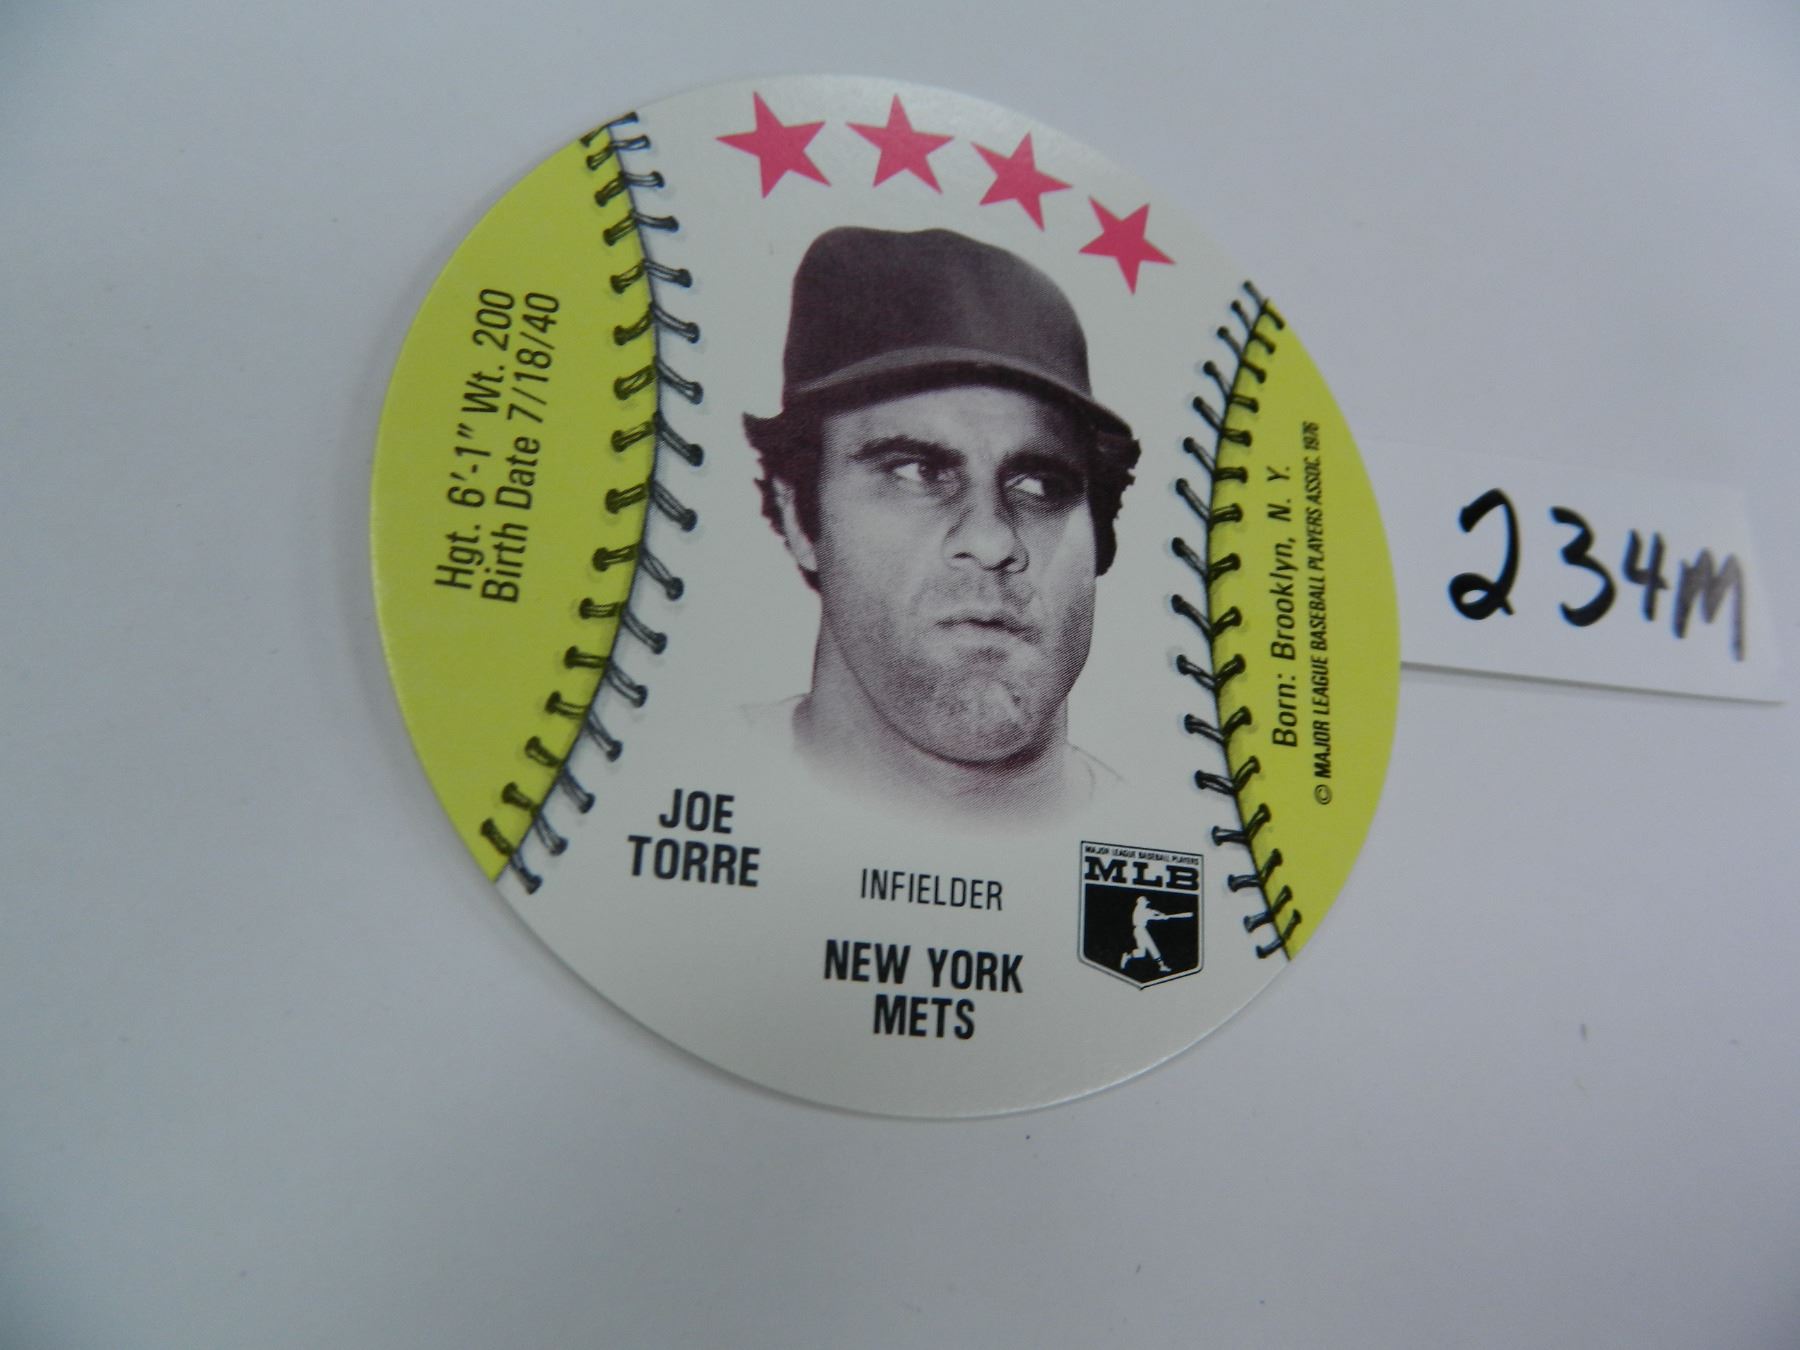 Hgt. 6'-1" Wt. 200
Birth Date 7/18/40
JOE
TORRE
INFIELDER
NEW YORK
METS
MAJOR LEAGUE BASEBALL PLAYERS
MLB
Born: Brooklyn, N. Y.
© MAJOR LEAGUE BASEBALL PLAYERS ASSOC. 1976
234M